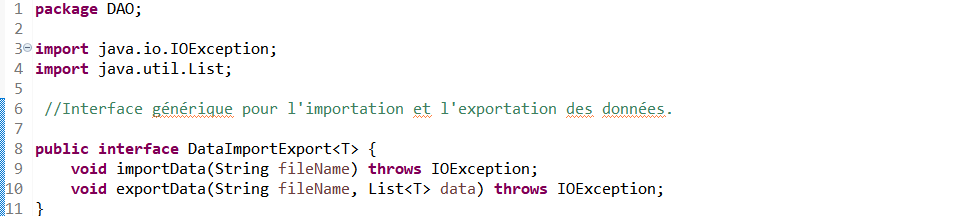 1 package DAO;
2
3 import java.io.IOException;
4 import java.util.List;
5
6 //Interface générique pour l'importation et l'exportation des données.
7
8 public interface DataImportExport<T> {
9 void importData(String fileName) throws IOException;
10 void exportData(String fileName, List<T> data) throws IOException;
11 }